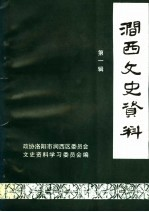 涧西文史資料
第一辑
政协洛阳市涧西区委员会
文史资料学习委员会编